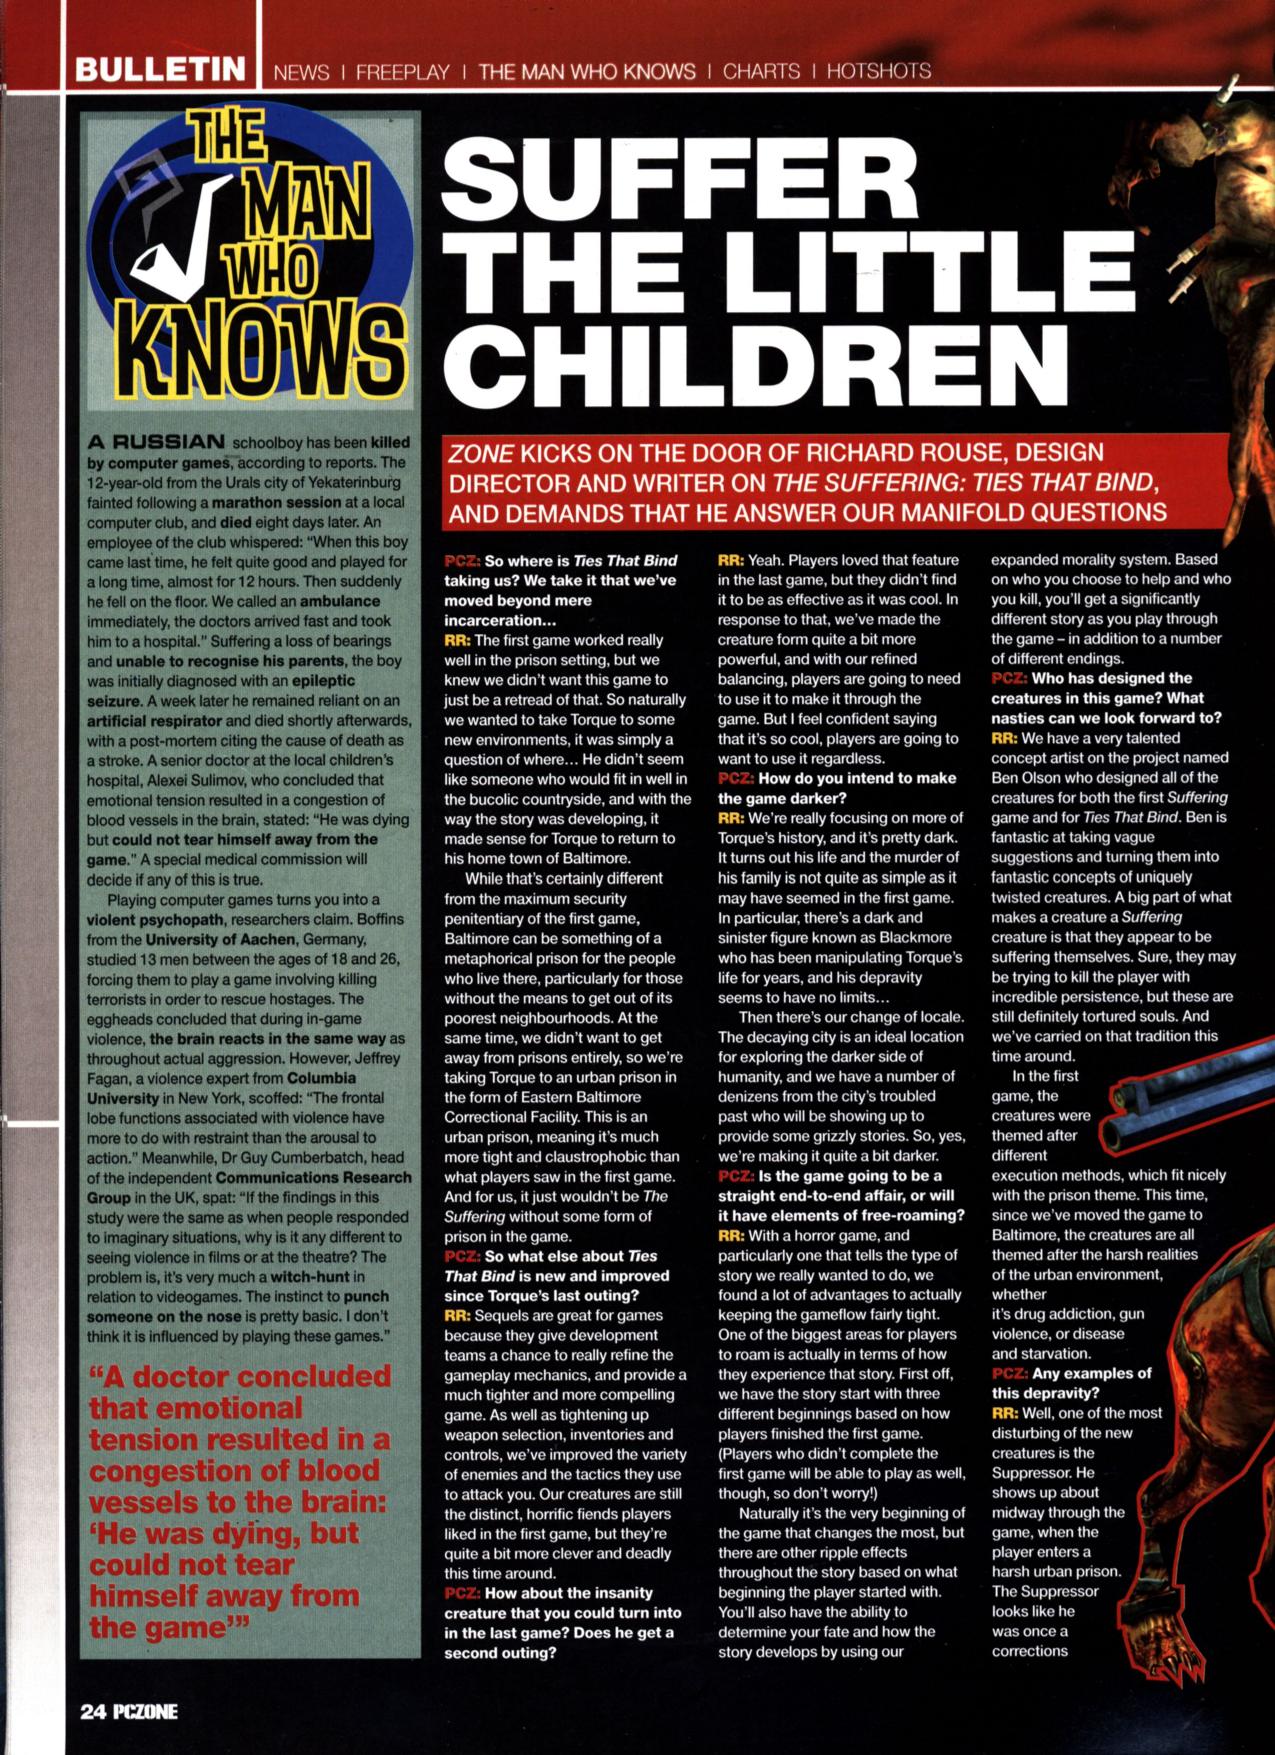 BULLETIN
NEWS | FREEPLAY | THE MAN WHO KNOWS | CHARTS | HOTSHOTS
THE
MAN
WHO
KNOWS
A RUSSIAN schoolboy has been killed
by computer games, according to reports. The
12-year-old from the Urals city of Yekaterinburg
fainted following a marathon session at a local
computer club, and died eight days later. An
employee of the club whispered: “When this boy
came last time, he felt quite good and played for
a long time, almost for 12 hours. Then suddenly
he fell on the floor. We called an ambulance
immediately, the doctors arrived fast and took
him to a hospital.” Suffering a loss of bearings
and unable to recognise his parents, the boy
was initially diagnosed with an epileptic
seizure. A week later he remained reliant on an
artificial respirator and died shortly afterwards,
with a post-mortem citing the cause of death as
a stroke. A senior doctor at the local children’s
hospital, Alexei Sulimov, who concluded that
emotional tension resulted in a congestion of
blood vessels in the brain, stated: “He was dying
but could not tear himself away from the
game.” A special medical commission will
decide if any of this is true.
Playing computer games turns you into a
violent psychopath, researchers claim. Boffins
from the University of Aachen, Germany,
studied 13 men between the ages of 18 and 26,
forcing them to play a game involving killing
terrorists in order to rescue hostages. The
eggheads concluded that during in-game
violence, the brain reacts in the same way as
throughout actual aggression. However, Jeffrey
Fagan, a violence expert from Columbia
University in New York, scoffed: “The frontal
lobe functions associated with violence have
more to do with restraint than the arousal to
action.” Meanwhile, Dr Guy Cumberbatch, head
of the independent Communications Research
Group in the UK, spat: “If the findings in this
study were the same as when people responded
to imaginary situations, why is it any different to
seeing violence in films or at the theatre? The
problem is, it’s very much a witch-hunt in
relation to videogames. The instinct to punch
someone on the nose is pretty basic. I don’t
think it is influenced by playing these games.”
“A doctor concluded
that emotional
tension resulted in a
congestion of blood
vessels to the brain:
‘He was dying, but
could not tear
himself away from
the game’”
SUFFER
THE LITTLE
CHILDREN
ZONE KICKS ON THE DOOR OF RICHARD ROUSE, DESIGN
DIRECTOR AND WRITER ON THE SUFFERING: TIES THAT BIND,
AND DEMANDS THAT HE ANSWER OUR MANIFOLD QUESTIONS
PCZ: So where is Ties That Bind
taking us? We take it that we’ve
moved beyond mere
incarceration...
RR: The first game worked really
well in the prison setting, but we
knew we didn’t want this game to
just be a retread of that. So naturally
we wanted to take Torque to some
new environments, it was simply a
question of where... He didn’t seem
like someone who would fit in well in
the bucolic countryside, and with the
way the story was developing, it
made sense for Torque to return to
his home town of Baltimore.
While that’s certainly different
from the maximum security
penitentiary of the first game,
Baltimore can be something of a
metaphorical prison for the people
who live there, particularly for those
without the means to get out of its
poorest neighbourhoods. At the
same time, we didn’t want to get
away from prisons entirely, so we’re
taking Torque to an urban prison in
the form of Eastern Baltimore
Correctional Facility. This is an
urban prison, meaning it’s much
more tight and claustrophobic than
what players saw in the first game.
And for us, it just wouldn’t be The
Suffering without some form of
prison in the game.
PCZ: So what else about Ties
That Bind is new and improved
since Torque’s last outing?
RR: Sequels are great for games
because they give development
teams a chance to really refine the
gameplay mechanics, and provide a
much tighter and more compelling
game. As well as tightening up
weapon selection, inventories and
controls, we’ve improved the variety
of enemies and the tactics they use
to attack you. Our creatures are still
the distinct, horrific fiends players
liked in the first game, but they’re
quite a bit more clever and deadly
this time around.
PCZ: How about the insanity
creature that you could turn into
in the last game? Does he get a
second outing?
RR: Yeah. Players loved that feature
in the last game, but they didn’t find
it to be as effective as it was cool. In
response to that, we’ve made the
creature form quite a bit more
powerful, and with our refined
balancing, players are going to need
to use it to make it through the
game. But I feel confident saying
that it’s so cool, players are going to
want to use it regardless.
PCZ: How do you intend to make
the game darker?
RR: We’re really focusing on more of
Torque’s history, and it’s pretty dark.
It turns out his life and the murder of
his family is not quite as simple as it
may have seemed in the first game.
In particular, there’s a dark and
sinister figure known as Blackmore
who has been manipulating Torque’s
life for years, and his depravity
seems to have no limits...
Then there’s our change of locale.
The decaying city is an ideal location
for exploring the darker side of
humanity, and we have a number of
denizens from the city’s troubled
past who will be showing up to
provide some grizzly stories. So, yes,
we’re making it quite a bit darker.
PCZ: Is the game going to be a
straight end-to-end affair, or will
it have elements of free-roaming?
RR: With a horror game, and
particularly one that tells the type of
story we really wanted to do, we
found a lot of advantages to actually
keeping the gameflow fairly tight.
One of the biggest areas for players
to roam is actually in terms of how
they experience that story. First off,
we have the story start with three
different beginnings based on how
players finished the first game.
(Players who didn’t complete the
first game will be able to play as well,
though, so don’t worry!)
Naturally it’s the very beginning of
the game that changes the most, but
there are other ripple effects
throughout the story based on what
beginning the player started with.
You’ll also have the ability to
determine your fate and how the
story develops by using our
expanded morality system. Based
on who you choose to help and who
you kill, you’ll get a significantly
different story as you play through
the game – in addition to a number
of different endings.
PCZ: Who has designed the
creatures in this game? What
nasties can we look forward to?
RR: We have a very talented
concept artist on the project named
Ben Olson who designed all of the
creatures for both the first Suffering
game and for Ties That Bind. Ben is
fantastic at taking vague
suggestions and turning them into
fantastic concepts of uniquely
twisted creatures. A big part of what
makes a creature a Suffering
creature is that they appear to be
suffering themselves. Sure, they may
be trying to kill the player with
incredible persistence, but these are
still definitely tortured souls. And
we’ve carried on that tradition this
time around.
In the first
game, the
creatures were
themed after
different
execution methods, which fit nicely
with the prison theme. This time,
since we’ve moved the game to
Baltimore, the creatures are all
themed after the harsh realities
of the urban environment,
whether
it’s drug addiction, gun
violence, or disease
and starvation.
PCZ: Any examples of
this depravity?
RR: Well, one of the most
disturbing of the new
creatures is the
Suppressor. He
shows up about
midway through the
game, when the
player enters a
harsh urban prison.
The Suppressor
looks like he
was once a
corrections
24 PCZONE